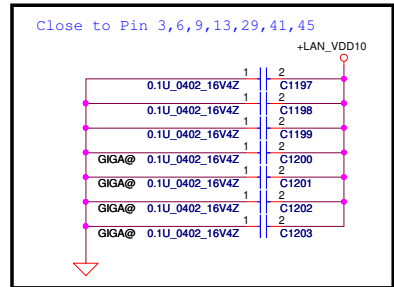 Close to Pin 3,6,9,13,29,41,45
+LAN_VDD10
1 2
0.1U_0402_16V4Z C1197
1 2
0.1U_0402_16V4Z C1198
1 2
0.1U_0402_16V4Z C1199
1 2
GIGA@ 0.1U_0402_16V4Z C1200
1 2
GIGA@ 0.1U_0402_16V4Z C1201
1 2
GIGA@ 0.1U_0402_16V4Z C1202
1 2
GIGA@ 0.1U_0402_16V4Z C1203